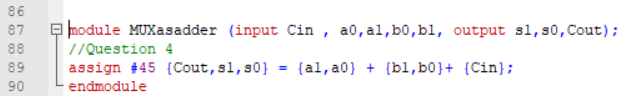 86
87 module MUXasadder (input Cin , a0,a1,b0,b1, output s1,s0,Cout);
88 //Question 4
89 assign #45 {Cout,s1,s0} = {a1,a0} + {b1,b0}+ {Cin};
90 endmodule